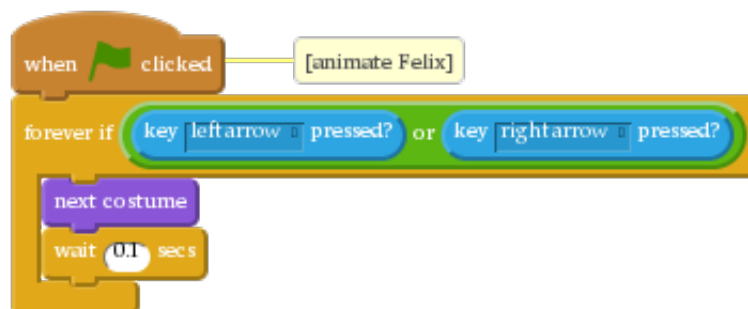 when clicked [animate Felix]
forever if key left arrow pressed? or key right arrow pressed?
next costume
wait 0.1 secs